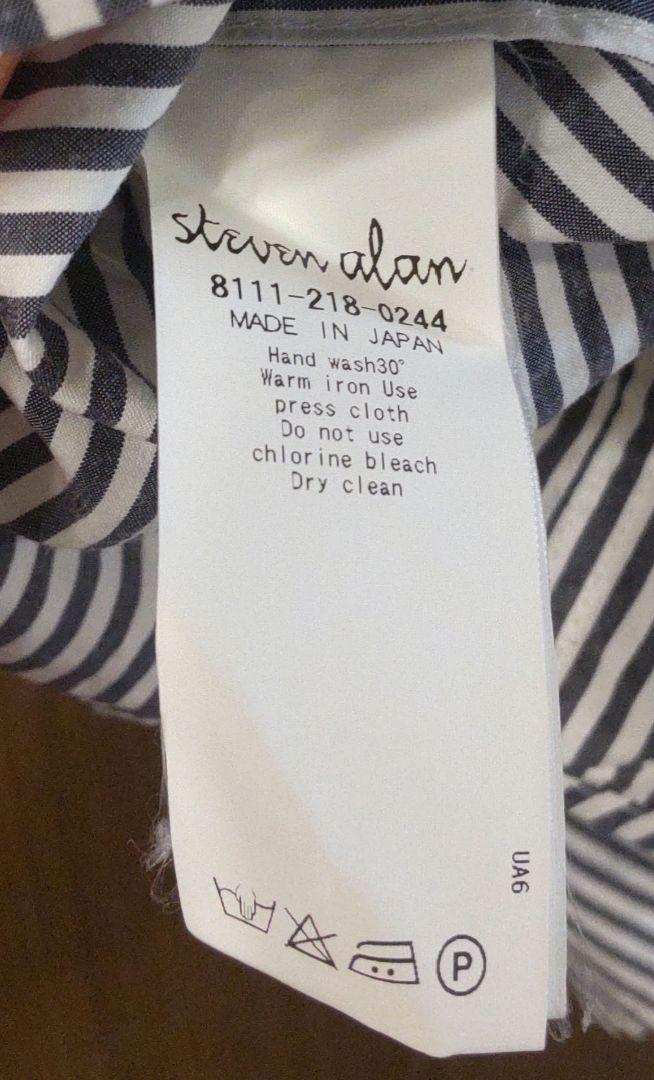 steven alan
8111-218-0244
MADE IN JAPAN
Hand wash30°
Warm iron Use
press cloth
Do not use
chlorine bleach
Dry clean
UA6
P